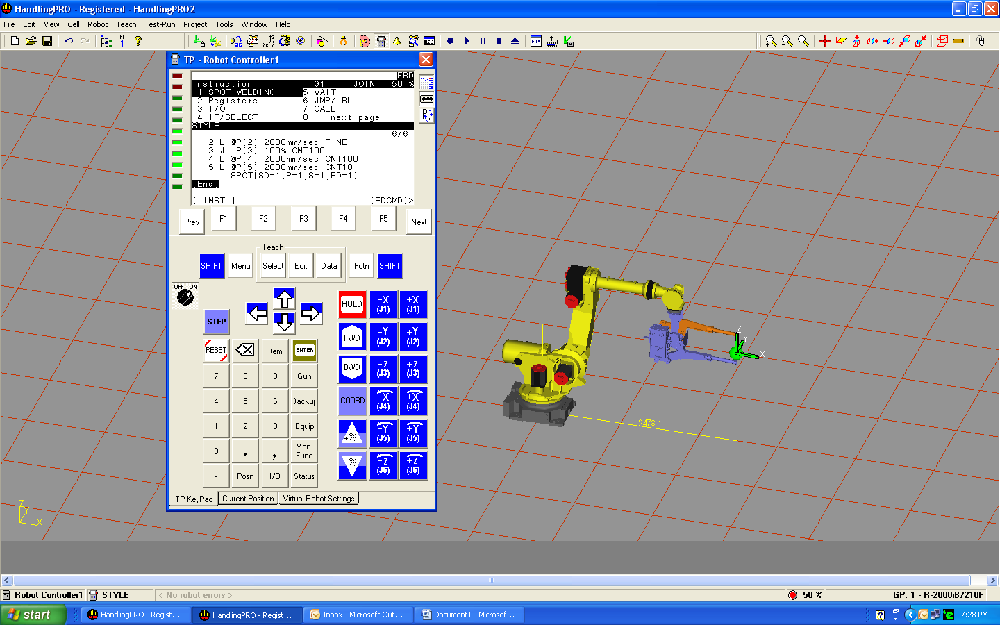 HandlingPRO - Registered - HandlingPRO2
File Edit View Cell Robot Teach Test-Run Project Tools Window Help
TP - Robot Controller1
FBD
Instruction G1 JOINT 50 %
1 SPOT WELDING 5 WAIT
2 Registers 6 JMP/LBL
3 I/O 7 CALL
4 IF/SELECT 8 ---next page---
STYLE
6/6
2:L @P[2] 2000mm/sec FINE
3:J P[3] 100% CNT100
4:L @P[4] 2000mm/sec CNT100
5:L @P[5] 2000mm/sec CNT10
: SPOT[SD=1,P=1,S=1,ED=1]
[End]
[ INST ] [EDCMD]>
Prev F1 F2 F3 F4 F5 Next
Teach
SHIFT Menu Select Edit Data Fctn SHIFT
OFF ON
STEP
HOLD -X (J1) +X (J1)
FWD -Y (J2) +Y (J2)
BWD -Z (J3) +Z (J3)
COORD -X (J4) +X (J4)
+% -Y (J5) +Y (J5)
-% -Z (J6) +Z (J6)
RESET Item ENTER
7 8 9 Gun
4 5 6 Backup
1 2 3 Equip
0 . , Man Func
- Posn I/O Status
TP KeyPad Current Position Virtual Robot Settings
Z
Y
X
2478.1
Z
Y
X
Robot Controller1 STYLE < No robot errors > 50 % GP: 1 - R-2000iB/210F
start HandlingPRO - Regist... HandlingPRO - Regist... Inbox - Microsoft Out... Document1 - Microsof... 7:28 PM